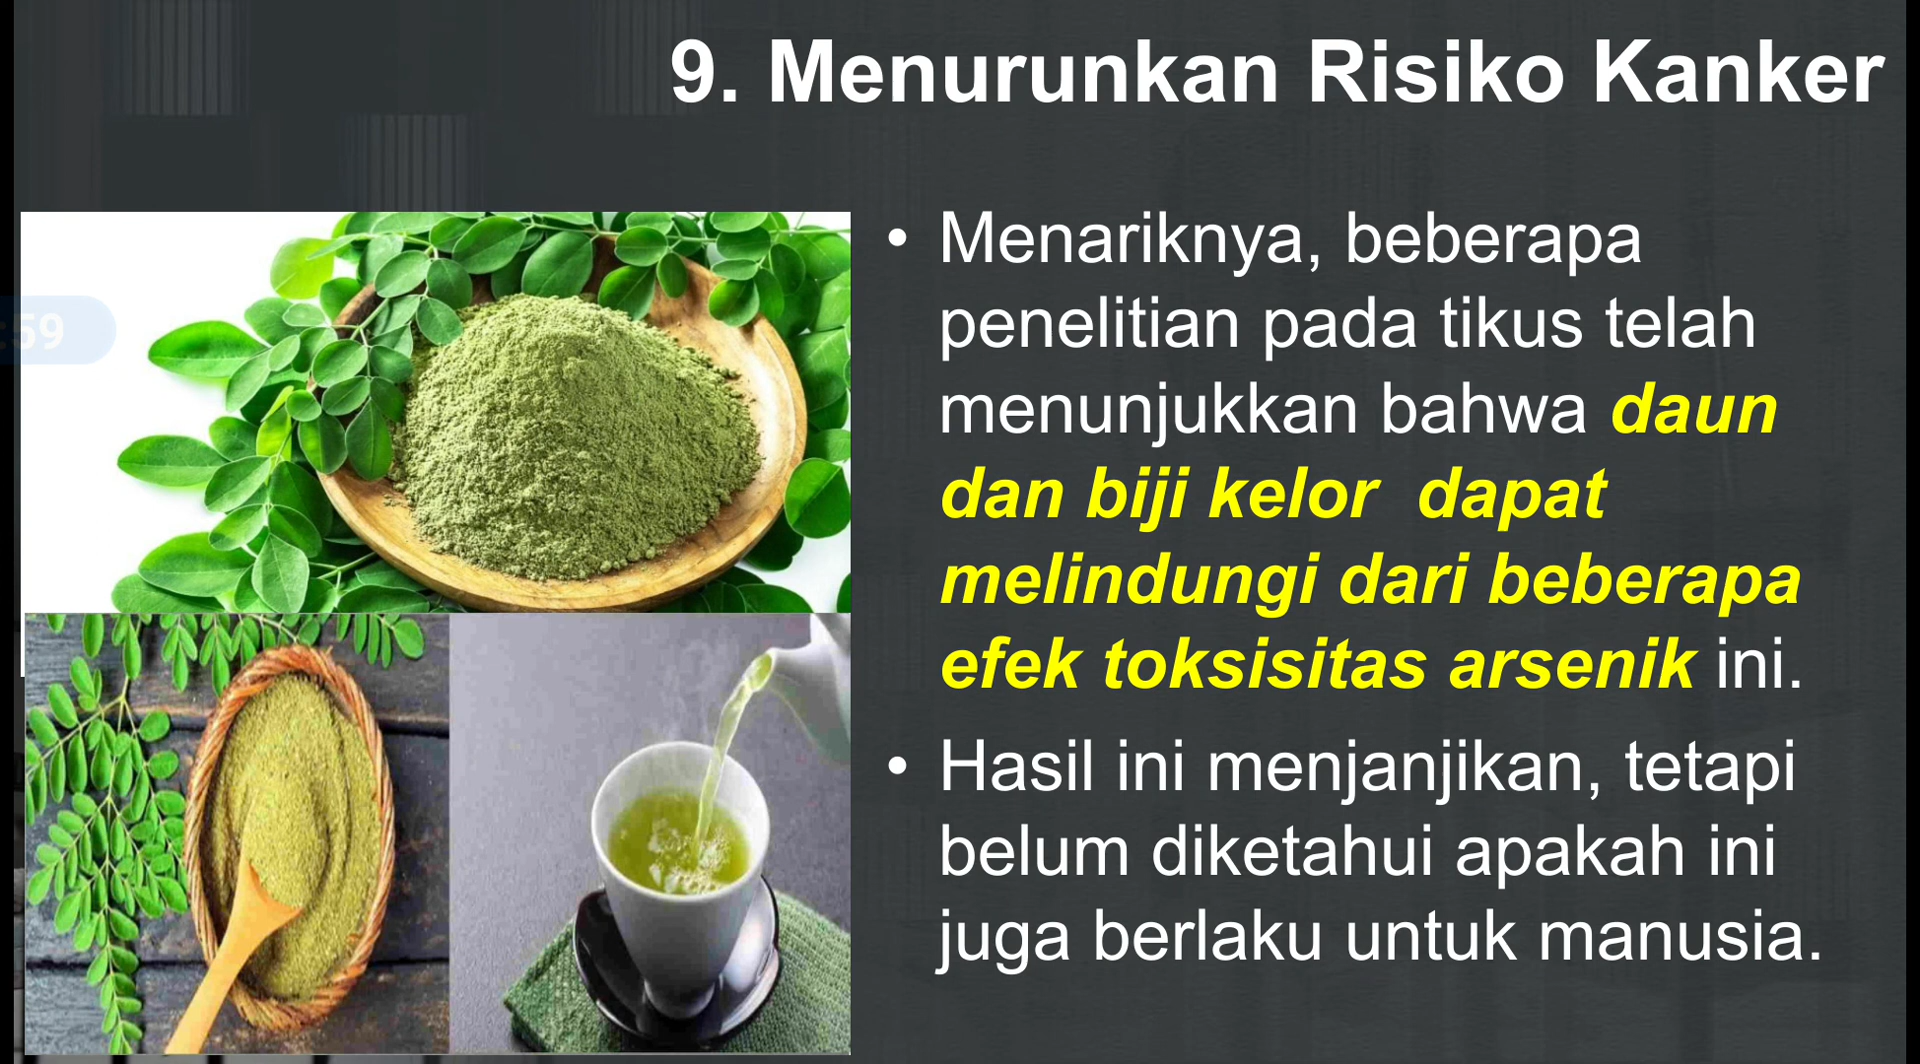 9. Menurunkan Risiko Kanker
:59
• Menariknya, beberapa
penelitian pada tikus telah
menunjukkan bahwa daun
dan biji kelor  dapat
melindungi dari beberapa
efek toksisitas arsenik ini.
• Hasil ini menjanjikan, tetapi
belum diketahui apakah ini
juga berlaku untuk manusia.